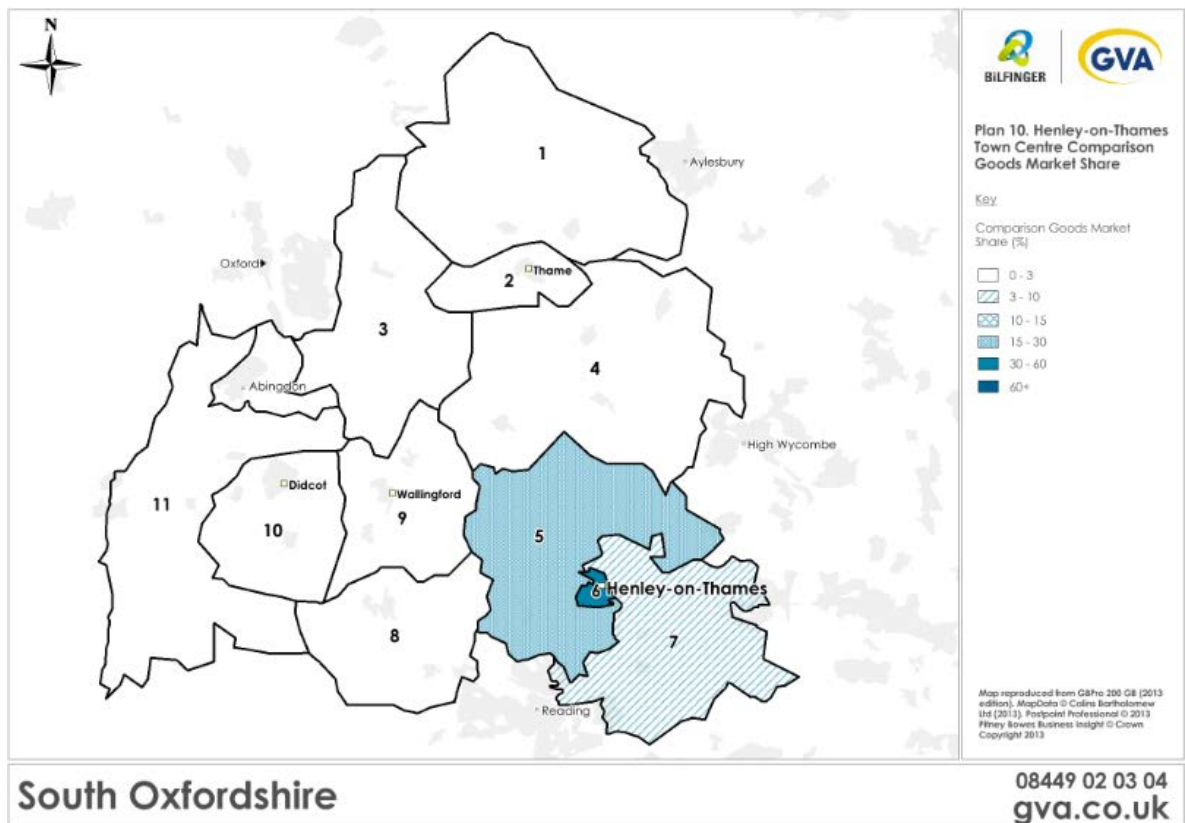 N
BILFINGER
GVA
Plan 10. Henley-on-Thames
Town Centre Comparison
Goods Market Share
Key
Comparison Goods Market
Share (%)
0 - 3
3 - 10
10 - 15
15 - 30
30 - 60
60+
1
Aylesbury
Oxford
2
Thame
3
4
Abingdon
High Wycombe
Didcot
Wallingford
11
10
9
5
6
Henley-on-Thames
8
7
Reading
Map reproduced from GBPro 200 GB (2013
edition). MapData © Collins Bartholomew
Ltd (2013). Postpoint Professional © 2013
Pitney Bowes Business Insight © Crown
Copyright 2013
South Oxfordshire
08449 02 03 04
gva.co.uk